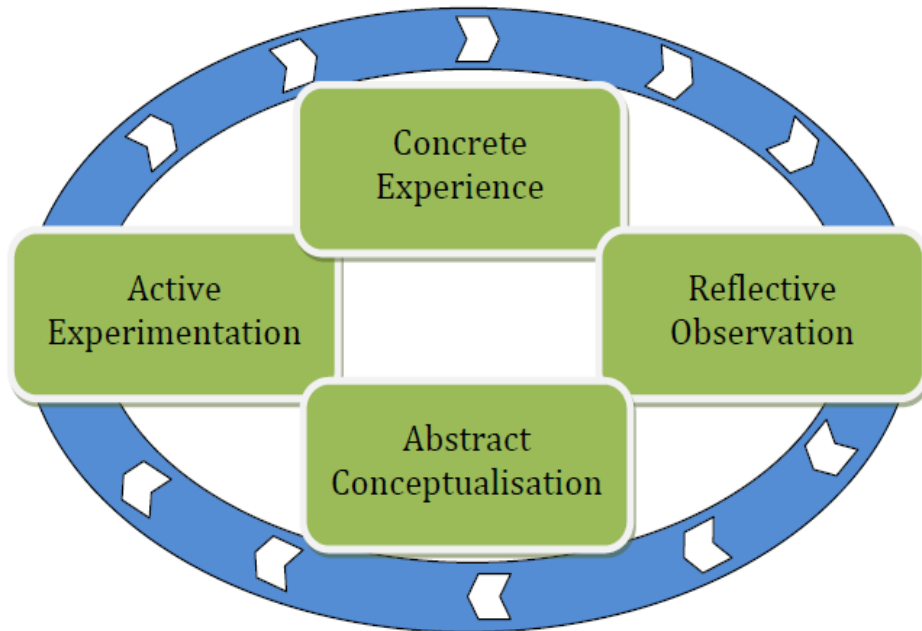 Concrete
Experience
Active
Experimentation
Reflective
Observation
Abstract
Conceptualisation